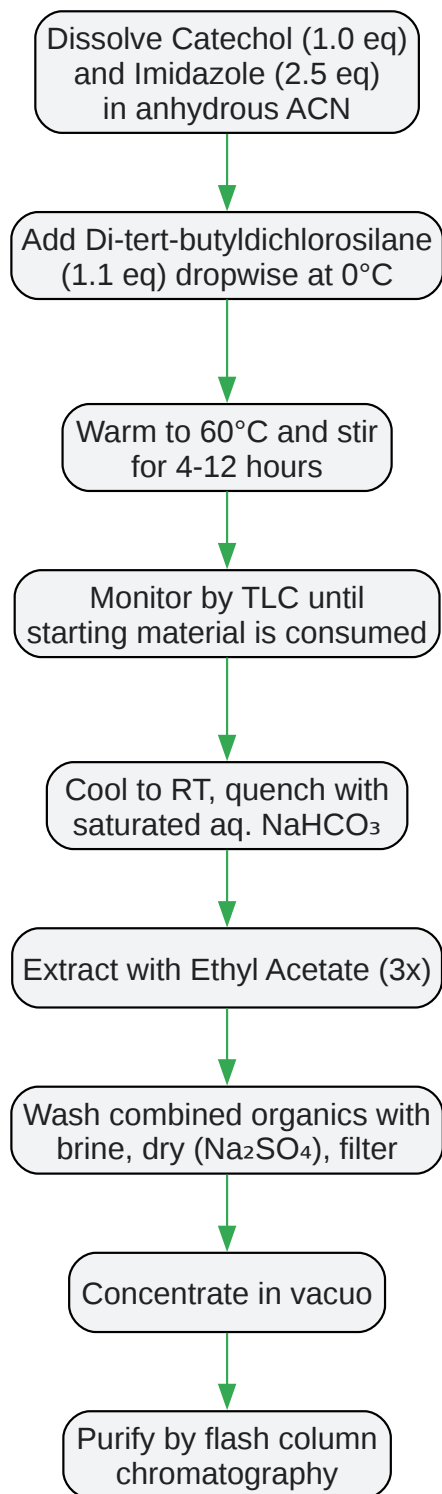 Dissolve Catechol (1.0 eq)
and Imidazole (2.5 eq)
in anhydrous ACN
Add Di-tert-butyldichlorosilane
(1.1 eq) dropwise at 0°C
Warm to 60°C and stir
for 4-12 hours
Monitor by TLC until
starting material is consumed
Cool to RT, quench with
saturated aq. NaHCO₃
Extract with Ethyl Acetate (3x)
Wash combined organics with
brine, dry (Na₂SO₄), filter
Concentrate in vacuo
Purify by flash column
chromatography